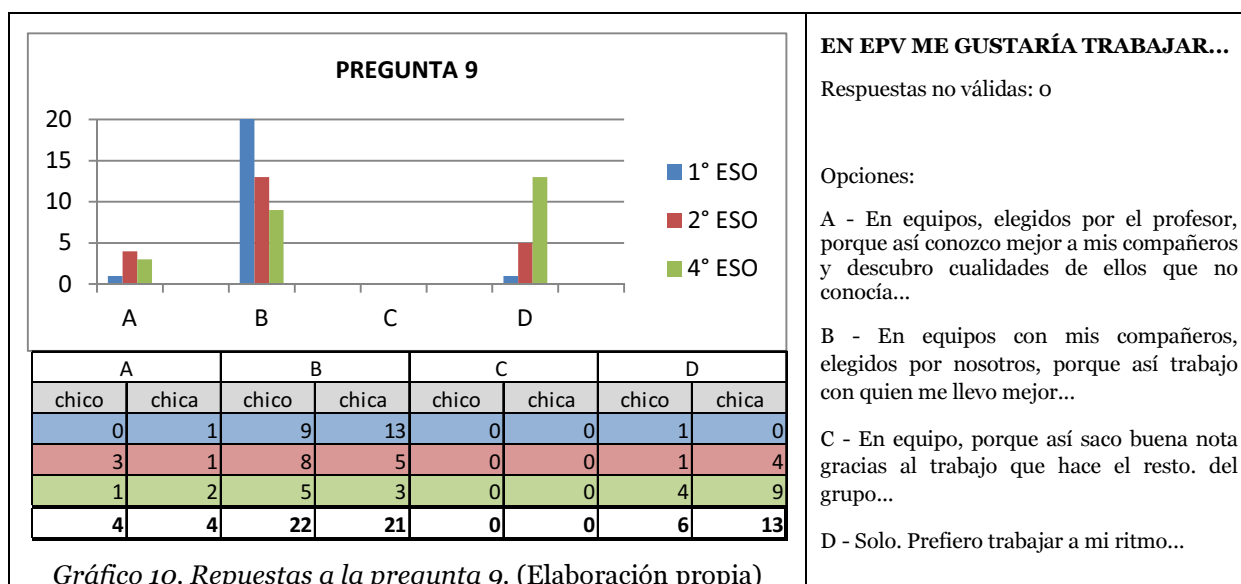 PREGUNTA 9
20
15
10
5
0
A B C D
1° ESO
2° ESO
4° ESO
A B C D
chico chica chico chica chico chica chico chica
0 1 9 13 0 0 1 0
3 1 8 5 0 0 1 4
1 2 5 3 0 0 4 9
4 4 22 21 0 0 6 13
Gráfico 10. Repuestas a la pregunta 9. (Elaboración propia)
EN EPV ME GUSTARÍA TRABAJAR...
Respuestas no válidas: 0
Opciones:
A - En equipos, elegidos por el profesor,
porque así conozco mejor a mis compañeros
y descubro cualidades de ellos que no
conocía...
B - En equipos con mis compañeros,
elegidos por nosotros, porque así trabajo
con quien me llevo mejor...
C - En equipo, porque así saco buena nota
gracias al trabajo que hace el resto. del
grupo...
D - Solo. Prefiero trabajar a mi ritmo...